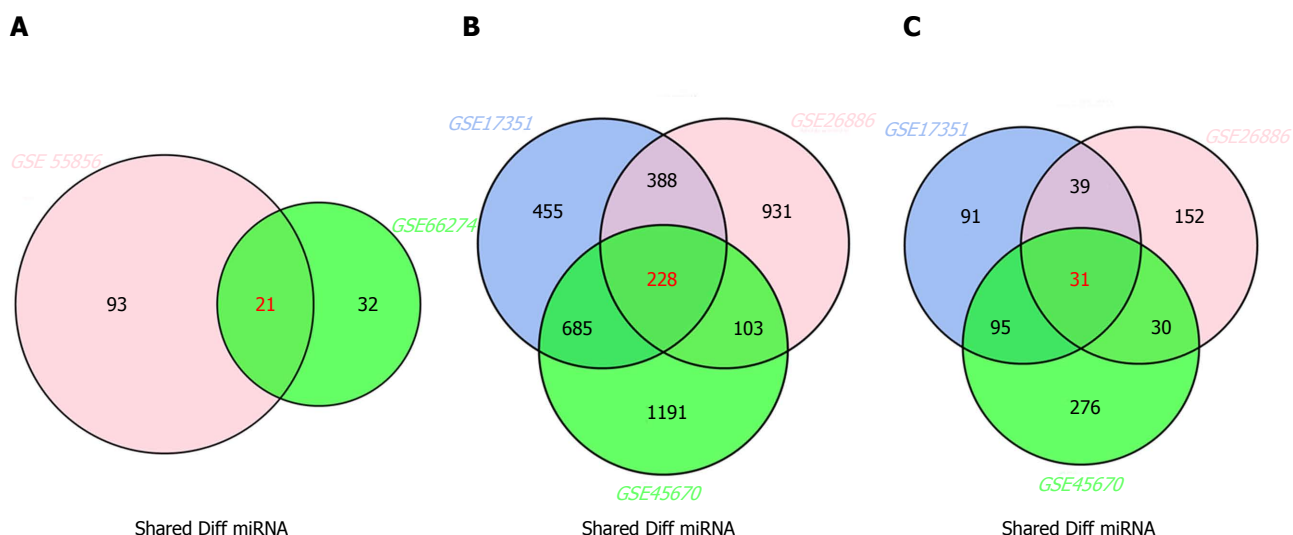 A
GSE 55856
GSE66274
93
21
32
Shared Diff miRNA
B
GSE17351
GSE26886
388
455
931
228
685
103
1191
GSE45670
Shared Diff miRNA
C
GSE17351
GSE26886
39
91
152
31
95
30
276
GSE45670
Shared Diff miRNA